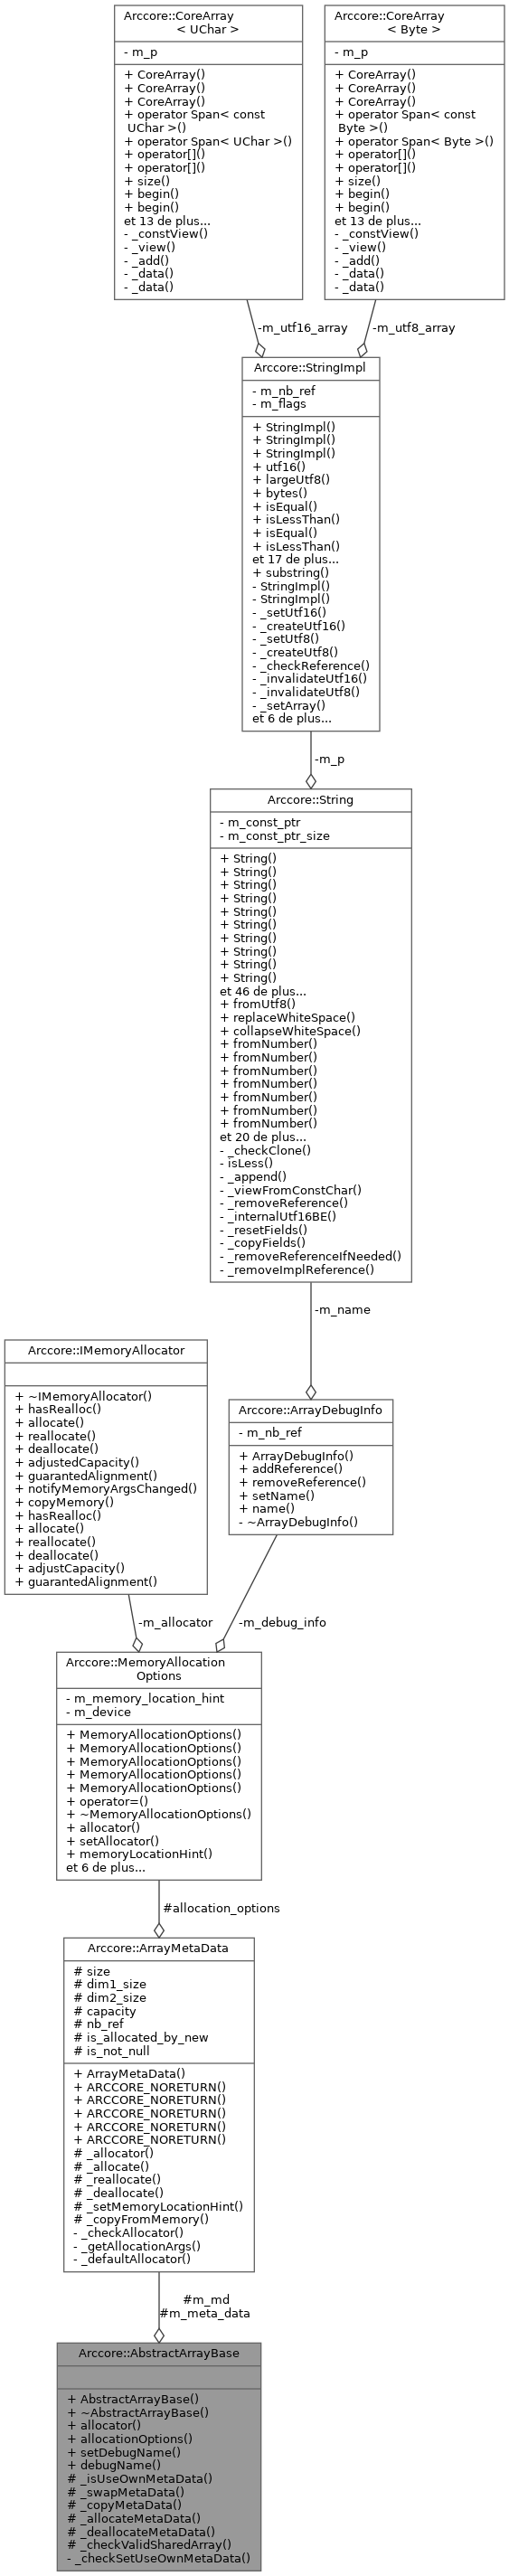 Arccore::CoreArray
< UChar >
- m_p
+ CoreArray()
+ CoreArray()
+ CoreArray()
+ operator Span< const
UChar >()
+ operator Span< UChar >()
+ operator[]()
+ operator[]()
+ size()
+ begin()
+ begin()
et 13 de plus...
- _constView()
- _view()
- _add()
- _data()
- _data()
Arccore::CoreArray
< Byte >
- m_p
+ CoreArray()
+ CoreArray()
+ CoreArray()
+ operator Span< const
Byte >()
+ operator Span< Byte >()
+ operator[]()
+ operator[]()
+ size()
+ begin()
+ begin()
et 13 de plus...
- _constView()
- _view()
- _add()
- _data()
- _data()
-m_utf16_array
-m_utf8_array
Arccore::StringImpl
- m_nb_ref
- m_flags
+ StringImpl()
+ StringImpl()
+ StringImpl()
+ utf16()
+ largeUtf8()
+ bytes()
+ isEqual()
+ isLessThan()
+ isEqual()
+ isLessThan()
et 17 de plus...
+ substring()
- StringImpl()
- StringImpl()
- _setUtf16()
- _createUtf16()
- _setUtf8()
- _createUtf8()
- _checkReference()
- _invalidateUtf16()
- _invalidateUtf8()
- _setArray()
et 6 de plus...
-m_p
Arccore::String
- m_const_ptr
- m_const_ptr_size
+ String()
+ String()
+ String()
+ String()
+ String()
+ String()
+ String()
+ String()
+ String()
+ String()
et 46 de plus...
+ fromUtf8()
+ replaceWhiteSpace()
+ collapseWhiteSpace()
+ fromNumber()
+ fromNumber()
+ fromNumber()
+ fromNumber()
+ fromNumber()
+ fromNumber()
+ fromNumber()
et 20 de plus...
- _checkClone()
- isLess()
- _append()
- _viewFromConstChar()
- _removeReference()
- _internalUtf16BE()
- _resetFields()
- _copyFields()
- _removeReferenceIfNeeded()
- _removeImplReference()
-m_name
Arccore::IMemoryAllocator
+ ~IMemoryAllocator()
+ hasRealloc()
+ allocate()
+ reallocate()
+ deallocate()
+ adjustedCapacity()
+ guarantedAlignment()
+ notifyMemoryArgsChanged()
+ copyMemory()
+ hasRealloc()
+ allocate()
+ reallocate()
+ deallocate()
+ adjustCapacity()
+ guarantedAlignment()
Arccore::ArrayDebugInfo
- m_nb_ref
+ ArrayDebugInfo()
+ addReference()
+ removeReference()
+ setName()
+ name()
- ~ArrayDebugInfo()
-m_allocator
-m_debug_info
Arccore::MemoryAllocation
Options
- m_memory_location_hint
- m_device
+ MemoryAllocationOptions()
+ MemoryAllocationOptions()
+ MemoryAllocationOptions()
+ MemoryAllocationOptions()
+ MemoryAllocationOptions()
+ operator=()
+ ~MemoryAllocationOptions()
+ allocator()
+ setAllocator()
+ memoryLocationHint()
et 6 de plus...
#allocation_options
Arccore::ArrayMetaData
# size
# dim1_size
# dim2_size
# capacity
# nb_ref
# is_allocated_by_new
# is_not_null
+ ArrayMetaData()
+ ARCCORE_NORETURN()
+ ARCCORE_NORETURN()
+ ARCCORE_NORETURN()
+ ARCCORE_NORETURN()
+ ARCCORE_NORETURN()
# _allocator()
# _allocate()
# _reallocate()
# _deallocate()
# _setMemoryLocationHint()
# _copyFromMemory()
- _checkAllocator()
- _getAllocationArgs()
- _defaultAllocator()
#m_md
#m_meta_data
Arccore::AbstractArrayBase
+ AbstractArrayBase()
+ ~AbstractArrayBase()
+ allocator()
+ allocationOptions()
+ setDebugName()
+ debugName()
# _isUseOwnMetaData()
# _swapMetaData()
# _copyMetaData()
# _allocateMetaData()
# _deallocateMetaData()
# _checkValidSharedArray()
- _checkSetUseOwnMetaData()